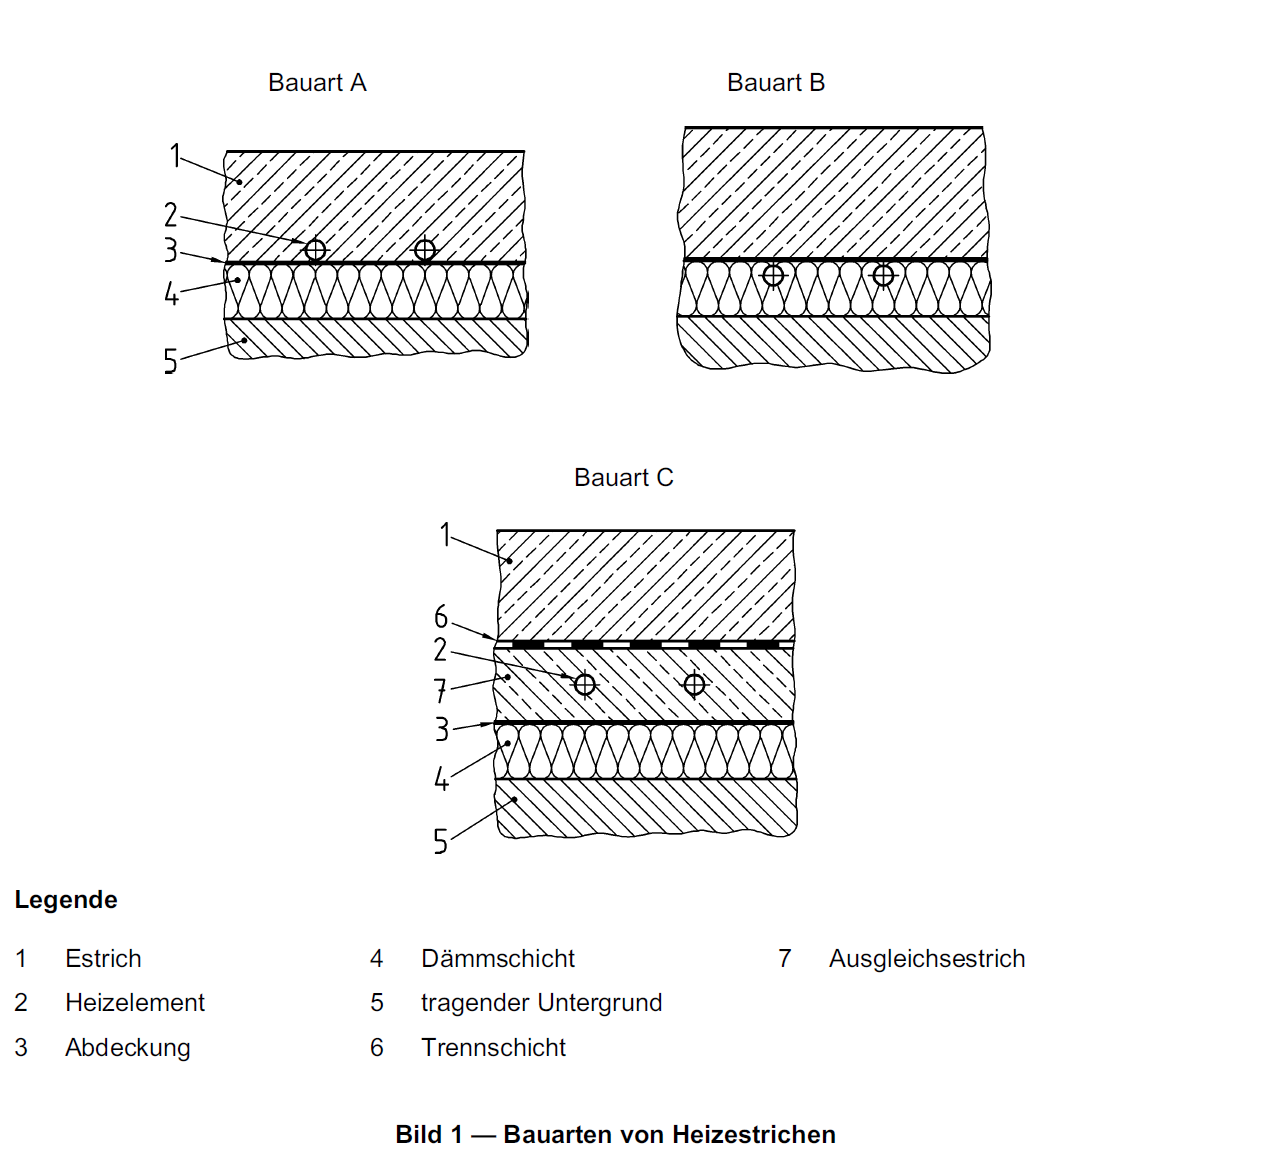 Bauart A
Bauart B
1
2
3
4
5
Bauart C
1
6
2
7
3
4
5
Legende
1 Estrich 4 Dämmschicht 7 Ausgleichsestrich
2 Heizelement 5 tragender Untergrund
3 Abdeckung 6 Trennschicht
Bild 1 — Bauarten von Heizestrichen